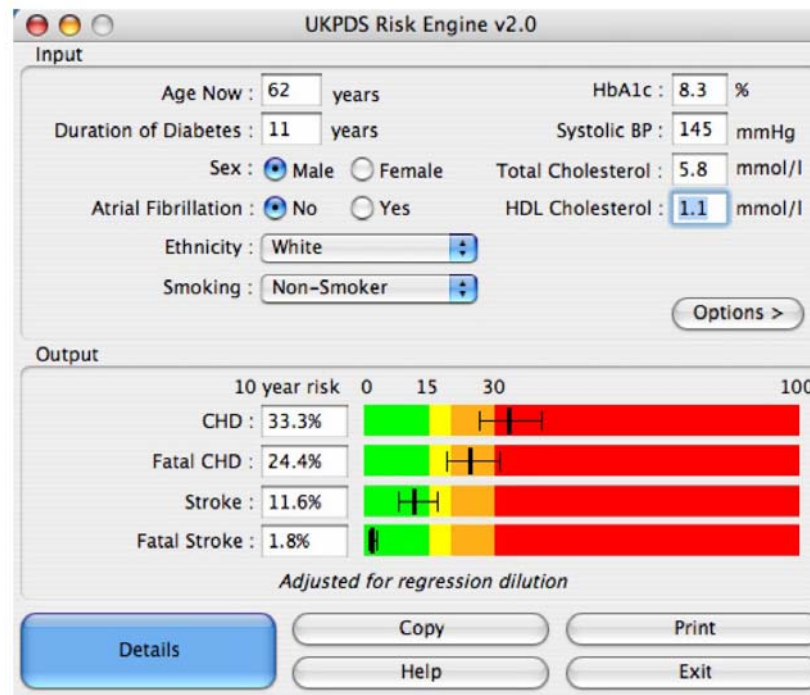 UKPDS Risk Engine v2.0
Input
Age Now : 62 years HbA1c : 8.3 %
Duration of Diabetes : 11 years Systolic BP : 145 mmHg
Sex : Male Female Total Cholesterol : 5.8 mmol/l
Atrial Fibrillation : No Yes HDL Cholesterol : 1.1 mmol/l
Ethnicity : White
Smoking : Non-Smoker
Options >
Output
10 year risk 0 15 30 100
CHD : 33.3%
Fatal CHD : 24.4%
Stroke : 11.6%
Fatal Stroke : 1.8%
Adjusted for regression dilution
Details Copy Print
Help Exit